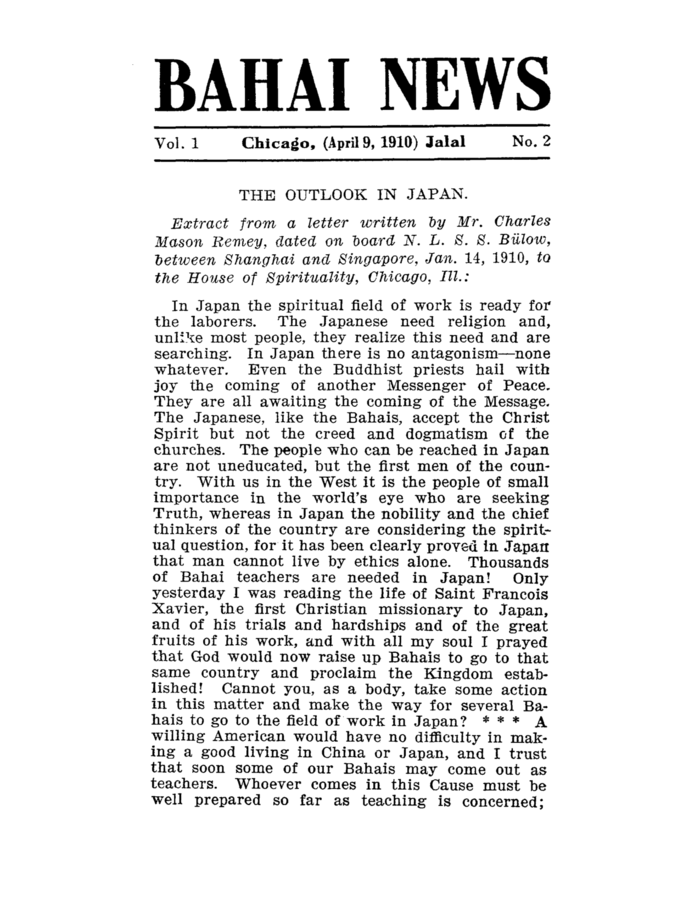 BAHAI NEWS
Vol. 1 Chicago, (April 9, 1910) Jalal No. 2
THE OUTLOOK IN JAPAN.
Extract from a letter written by Mr. Charles
Mason Remey, dated on board N. L. S. S. Bülow,
between Shanghai and Singapore, Jan. 14, 1910, to
the House of Spirituality, Chicago, Ill.:
In Japan the spiritual field of work is ready for
the laborers. The Japanese need religion and,
unlike most people, they realize this need and are
searching. In Japan there is no antagonism—none
whatever. Even the Buddhist priests hail with
joy the coming of another Messenger of Peace.
They are all awaiting the coming of the Message.
The Japanese, like the Bahais, accept the Christ
Spirit but not the creed and dogmatism of the
churches. The people who can be reached in Japan
are not uneducated, but the first men of the coun-
try. With us in the West it is the people of small
importance in the world's eye who are seeking
Truth, whereas in Japan the nobility and the chief
thinkers of the country are considering the spirit-
ual question, for it has been clearly proved in Japan
that man cannot live by ethics alone. Thousands
of Bahai teachers are needed in Japan! Only
yesterday I was reading the life of Saint Francois
Xavier, the first Christian missionary to Japan,
and of his trials and hardships and of the great
fruits of his work, and with all my soul I prayed
that God would now raise up Bahais to go to that
same country and proclaim the Kingdom estab-
lished! Cannot you, as a body, take some action
in this matter and make the way for several Ba-
hais to go to the field of work in Japan? * * * A
willing American would have no difficulty in mak-
ing a good living in China or Japan, and I trust
that soon some of our Bahais may come out as
teachers. Whoever comes in this Cause must be
well prepared so far as teaching is concerned;